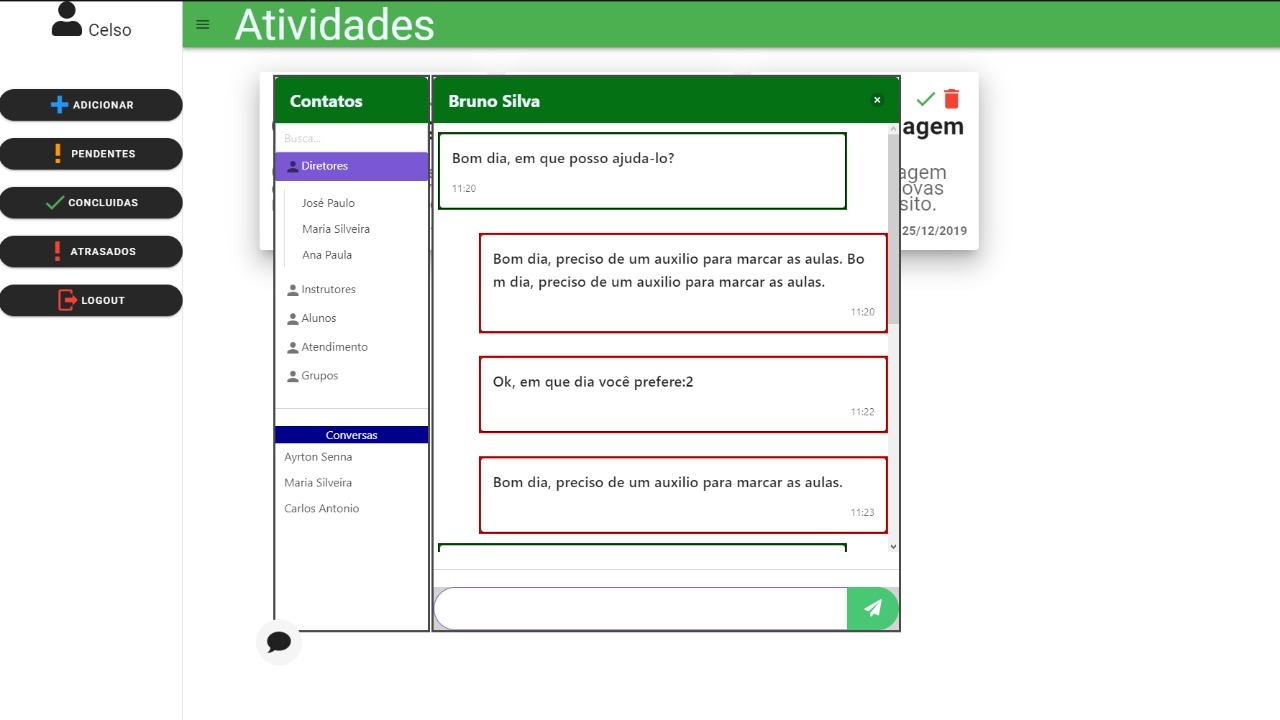 Celso
Atividades
ADICIONAR
PENDENTES
CONCLUIDAS
ATRASADOS
LOGOUT
Contatos
Busca...
Diretores
José Paulo
Maria Silveira
Ana Paula
Instrutores
Alunos
Atendimento
Grupos
Conversas
Ayrton Senna
Maria Silveira
Carlos Antonio
Bruno Silva
Bom dia, em que posso ajuda-lo?
11:20
Bom dia, preciso de um auxilio para marcar as aulas. Bo
m dia, preciso de um auxilio para marcar as aulas.
11:20
Ok, em que dia você prefere:2
11:22
Bom dia, preciso de um auxilio para marcar as aulas.
11:23
agem
agem
ovas
sito.
25/12/2019